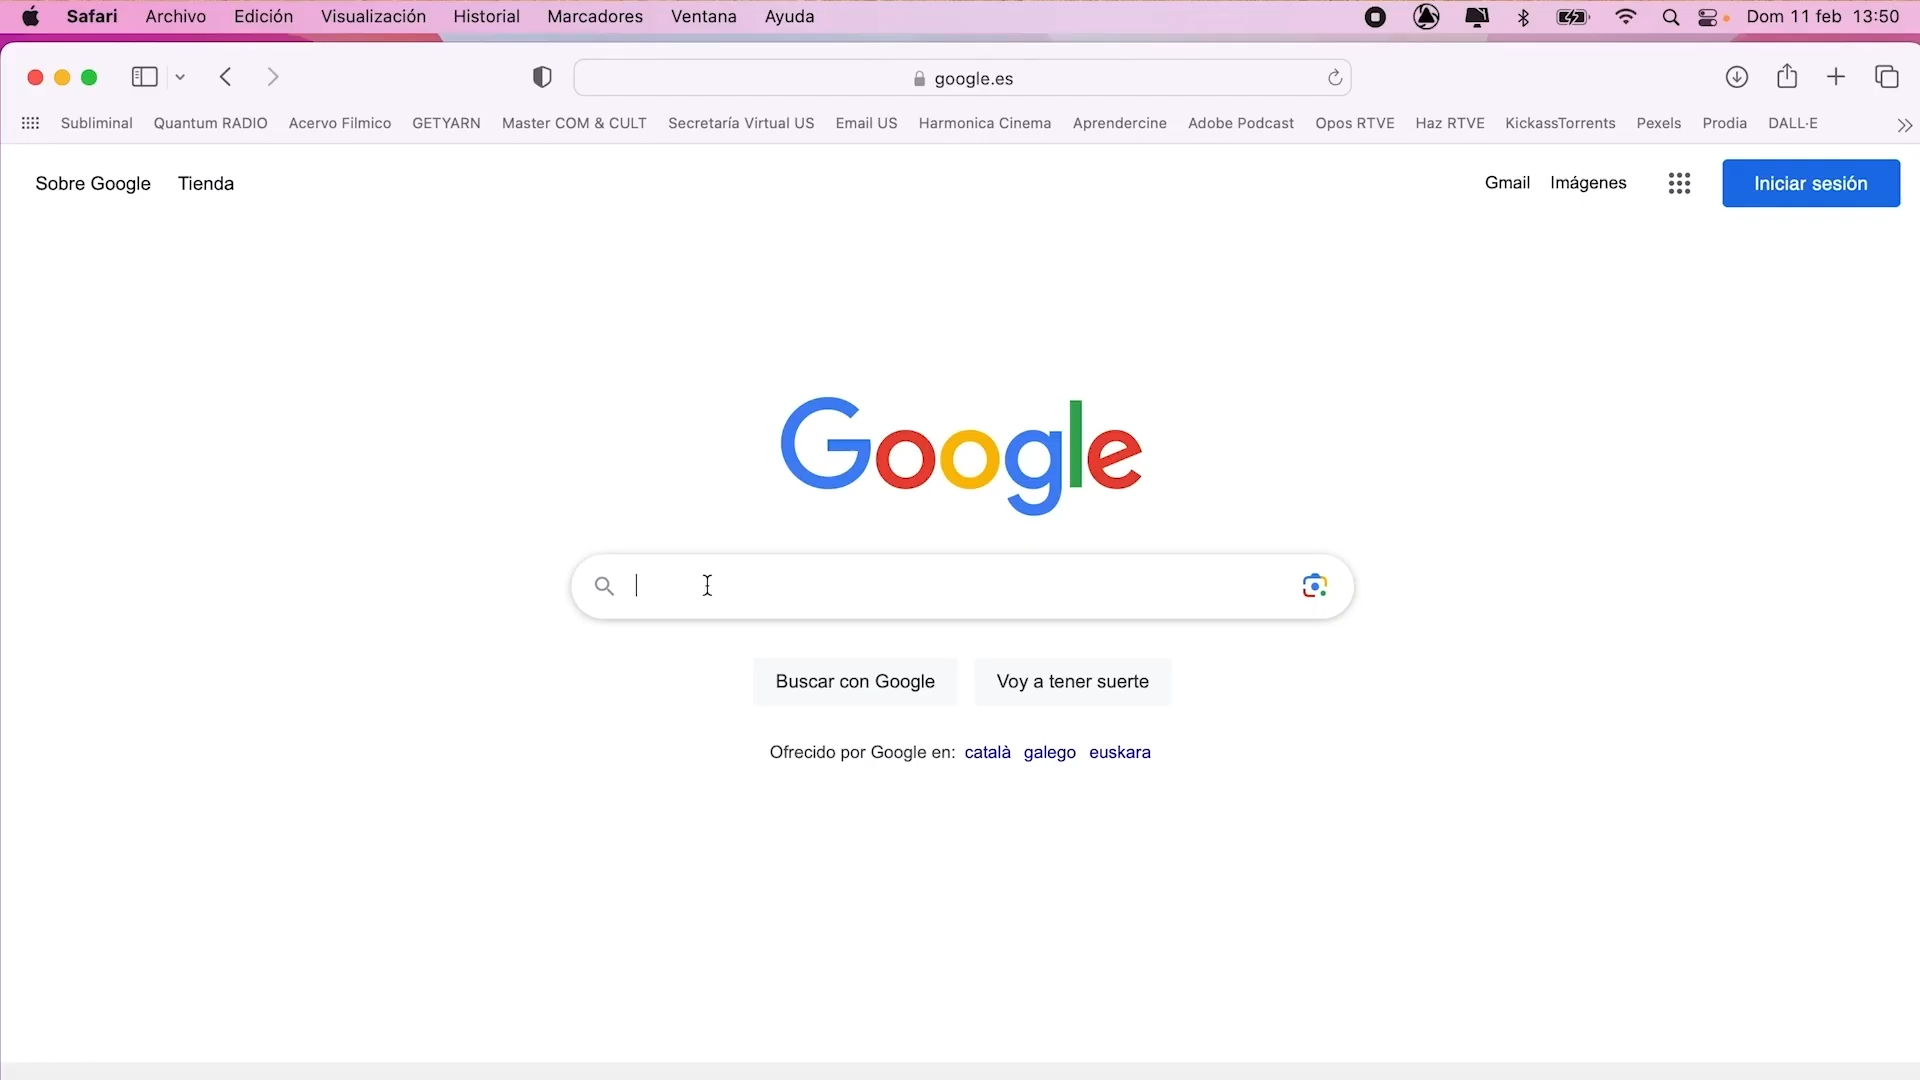 Safari Archivo Edición Visualización Historial Marcadores Ventana Ayuda Dom 11 feb 13:50
google.es
Subliminal Quantum RADIO Acervo Fílmico GETYARN Master COM & CULT Secretaría Virtual US Email US Harmonica Cinema Aprendercine Adobe Podcast Opos RTVE Haz RTVE KickassTorrents Pexels Prodia DALL·E
Sobre Google Tienda Gmail Imágenes Iniciar sesión
Google
Buscar con Google Voy a tener suerte
Ofrecido por Google en: català galego euskara